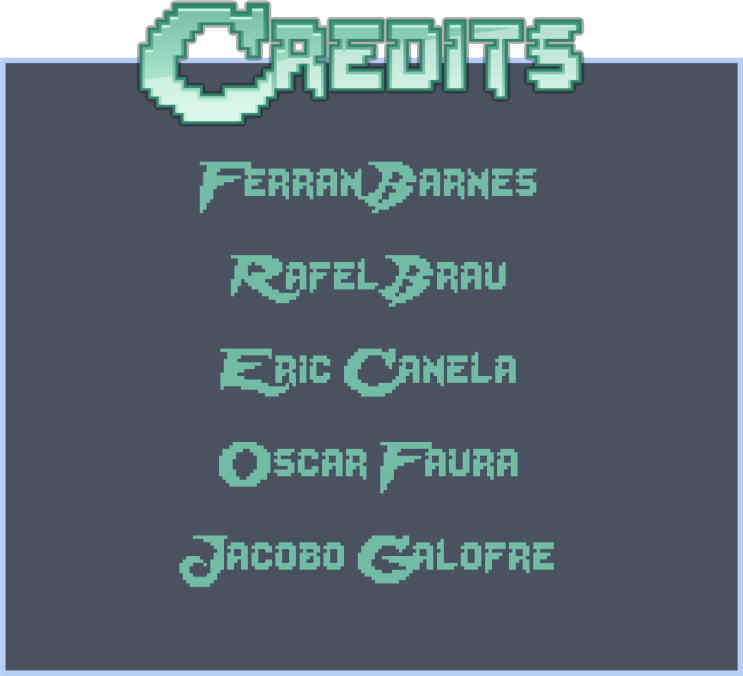 Credits
Ferran Barnes
Rafel Brau
Eric Canela
Oscar Faura
Jacobo Galofre